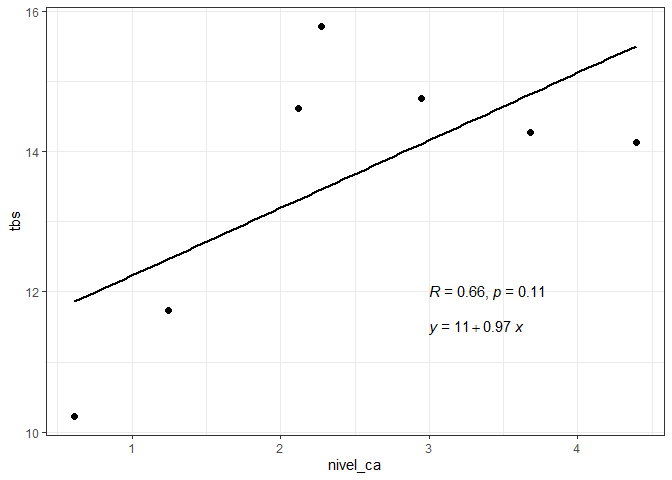 16
14
12
10
tbs
R = 0.66, p = 0.11
y = 11 + 0.97 x
1 2 3 4
nivel_ca